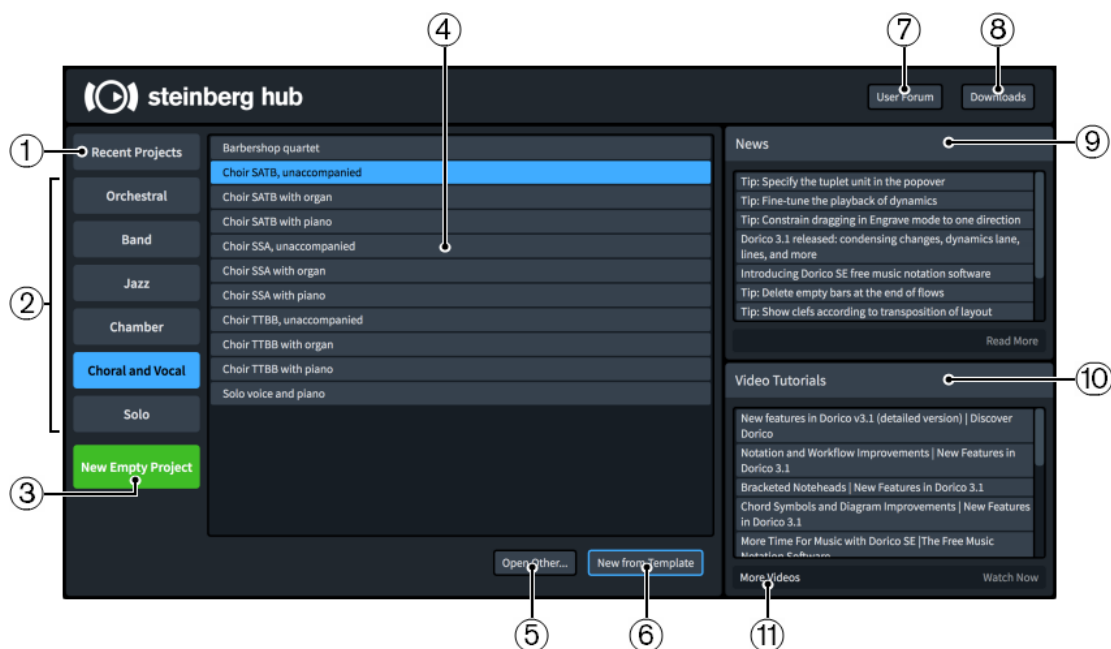 ④
⑦
⑧
steinberg hub
User Forum
Downloads
①
Recent Projects
②
Orchestral
Band
Jazz
Chamber
Choral and Vocal
Solo
③
New Empty Project
Barbershop quartet
Choir SATB, unaccompanied
Choir SATB with organ
Choir SATB with piano
Choir SSA, unaccompanied
Choir SSA with organ
Choir SSA with piano
Choir TTBB, unaccompanied
Choir TTBB with organ
Choir TTBB with piano
Solo voice and piano
Open Other...
New from Template
⑤
⑥
News
⑨
Tip: Specify the tuplet unit in the popover
Tip: Fine-tune the playback of dynamics
Tip: Constrain dragging in Engrave mode to one direction
Dorico 3.1 released: condensing changes, dynamics lane,
lines, and more
Introducing Dorico SE free music notation software
Tip: Delete empty bars at the end of flows
Tip: Show clefs according to transposition of layout
Read More
Video Tutorials
⑩
New features in Dorico v3.1 (detailed version) | Discover
Dorico
Notation and Workflow Improvements | New Features in
Dorico 3.1
Bracketed Noteheads | New Features in Dorico 3.1
Chord Symbols and Diagram Improvements | New Features
in Dorico 3.1
More Time For Music with Dorico SE |The Free Music
Notation Software
More Videos
Watch Now
⑪